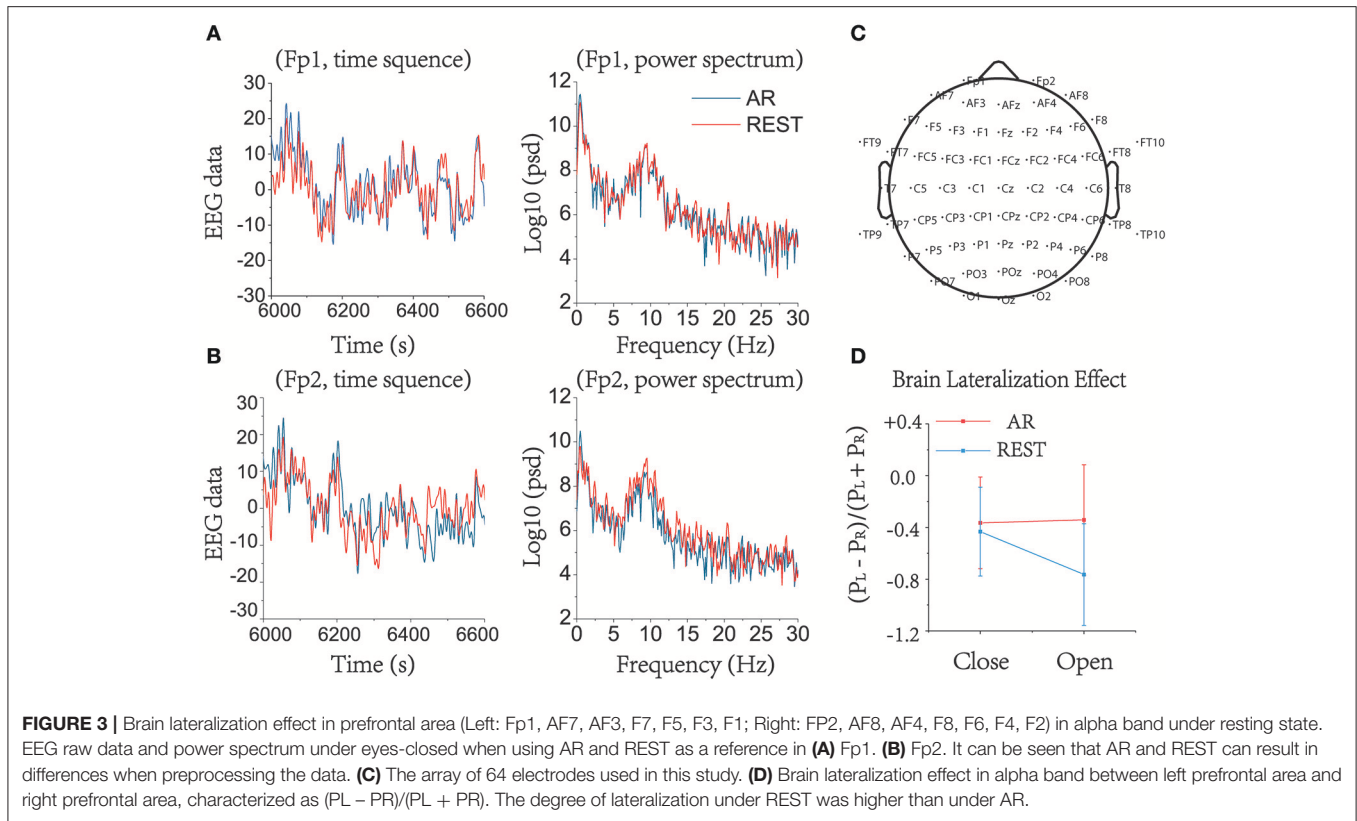 A
(Fp1, time squence)
30
20
10
0
-10
-20
-30
EEG data
6000 6200 6400 6600
Time (s)
(Fp1, power spectrum)
AR
REST
12
10
8
6
4
2
Log10 (psd)
0 5 10 15 20 25 30
Frequency (Hz)
B
(Fp2, time squence)
30
20
10
0
-10
-20
-30
EEG data
6000 6200 6400 6600
Time (s)
(Fp2, power spectrum)
12
10
8
6
4
2
Log10 (psd)
0 5 10 15 20 25 30
Frequency (Hz)
C
Fp1 Fp2
AF7 AF3 AFz AF4 AF8
F7 F5 F3 F1 Fz F2 F4 F6 F8
FT9 FT7 FC5 FC3 FC1 FCz FC2 FC4 FC6 FT8 FT10
T7 C5 C3 C1 Cz C2 C4 C6 T8
TP9 TP7 CP5 CP3 CP1 CPz CP2 CP4 CP6 TP8 TP10
P7 P5 P3 P1 Pz P2 P4 P6 P8
PO7 PO3 POz PO4 PO8
O1 Oz O2
D
Brain Lateralization Effect
+0.4
0.0
-0.4
-0.8
-1.2
(PL - PR)/(PL + PR)
AR
REST
Close Open
FIGURE 3 | Brain lateralization effect in prefrontal area (Left: Fp1, AF7, AF3, F7, F5, F3, F1; Right: FP2, AF8, AF4, F8, F6, F4, F2) in alpha band under resting state.
EEG raw data and power spectrum under eyes-closed when using AR and REST as a reference in (A) Fp1. (B) Fp2. It can be seen that AR and REST can result in
differences when preprocessing the data. (C) The array of 64 electrodes used in this study. (D) Brain lateralization effect in alpha band between left prefrontal area and
right prefrontal area, characterized as (PL – PR)/(PL + PR). The degree of lateralization under REST was higher than under AR.